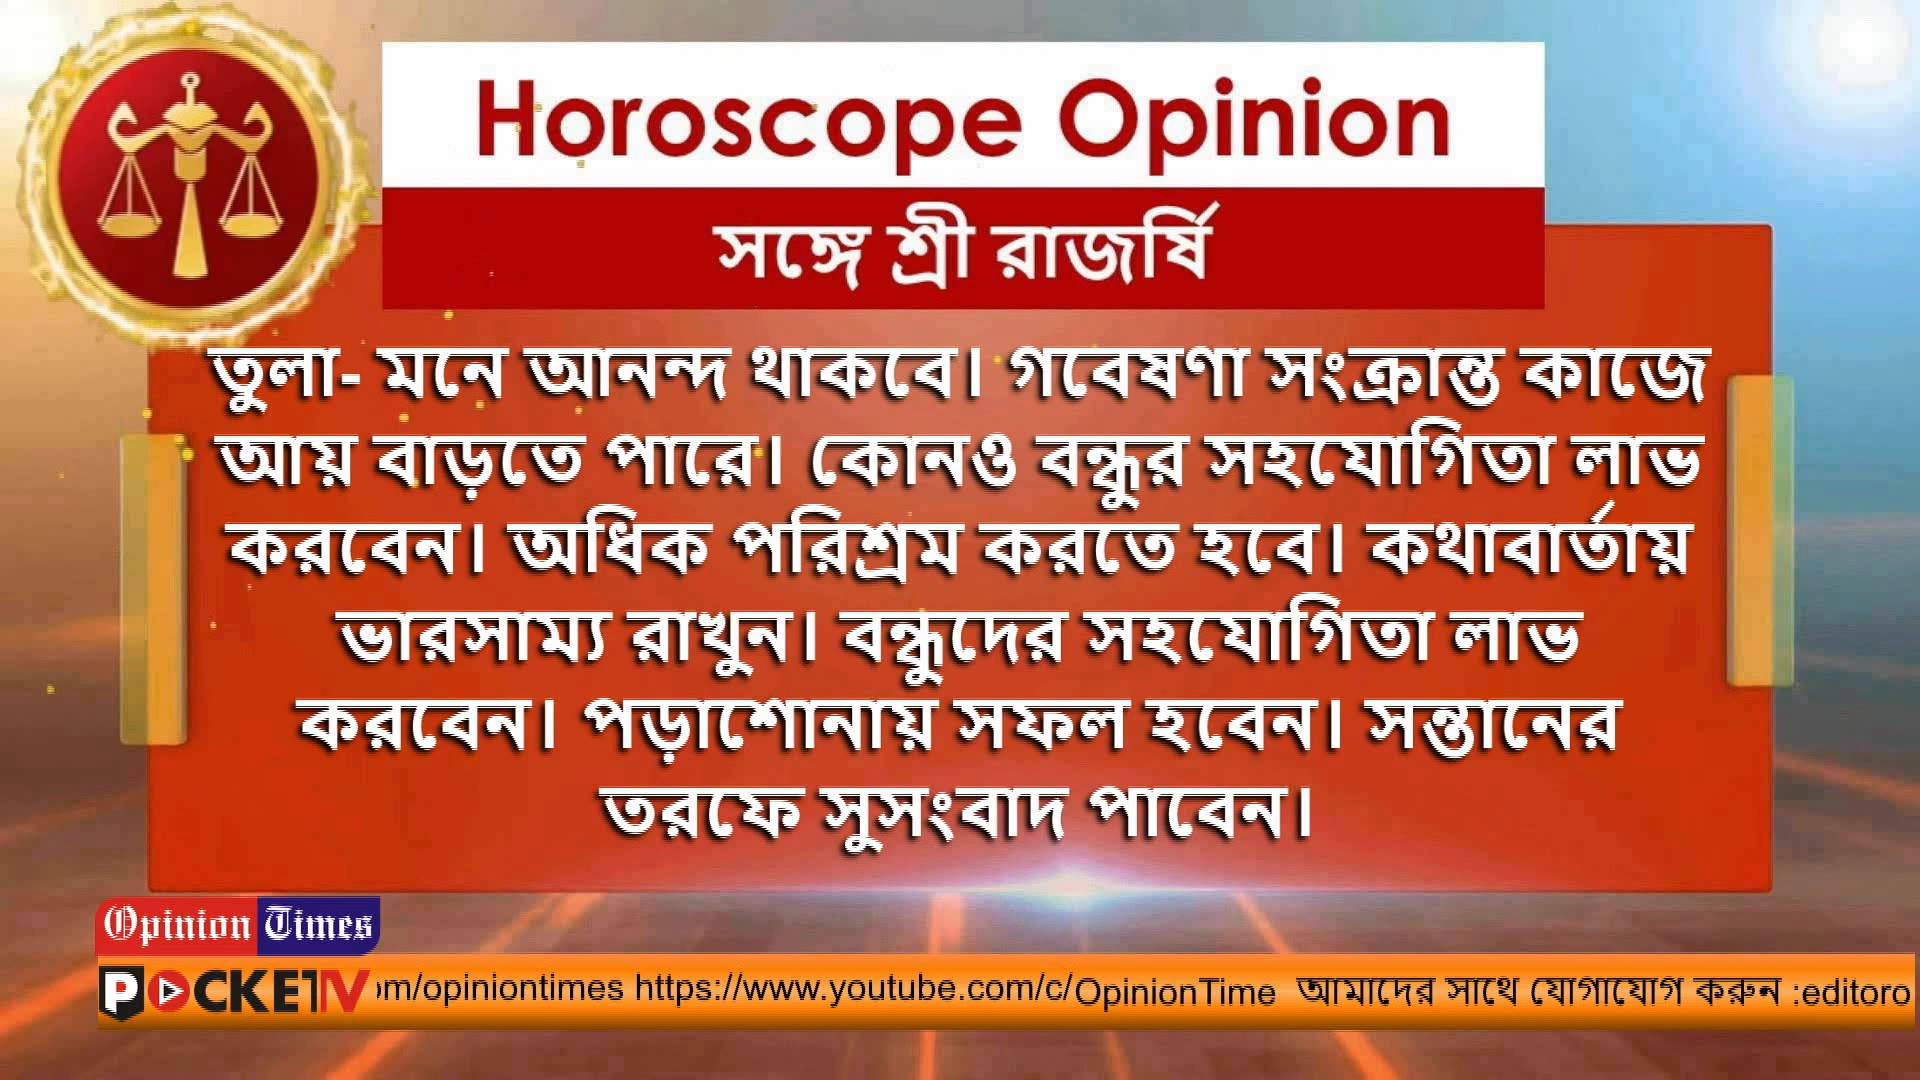 Horoscope Opinion
সঙ্গে শ্রী রাজর্ষি
তুলা- মনে আনন্দ থাকবে। গবেষণা সংক্রান্ত কাজে
আয় বাড়তে পারে। কোনও বন্ধুর সহযোগিতা লাভ
করবেন। অধিক পরিশ্রম করতে হবে। কথাবার্তায়
ভারসাম্য রাখুন। বন্ধুদের সহযোগিতা লাভ
করবেন। পড়াশোনায় সফল হবেন। সন্তানের
তরফে সুসংবাদ পাবেন।
Opinion Times
POCKETTV om/opiniontimes https://www.youtube.com/c/OpinionTime আমাদের সাথে যোগাযোগ করুন :editoro